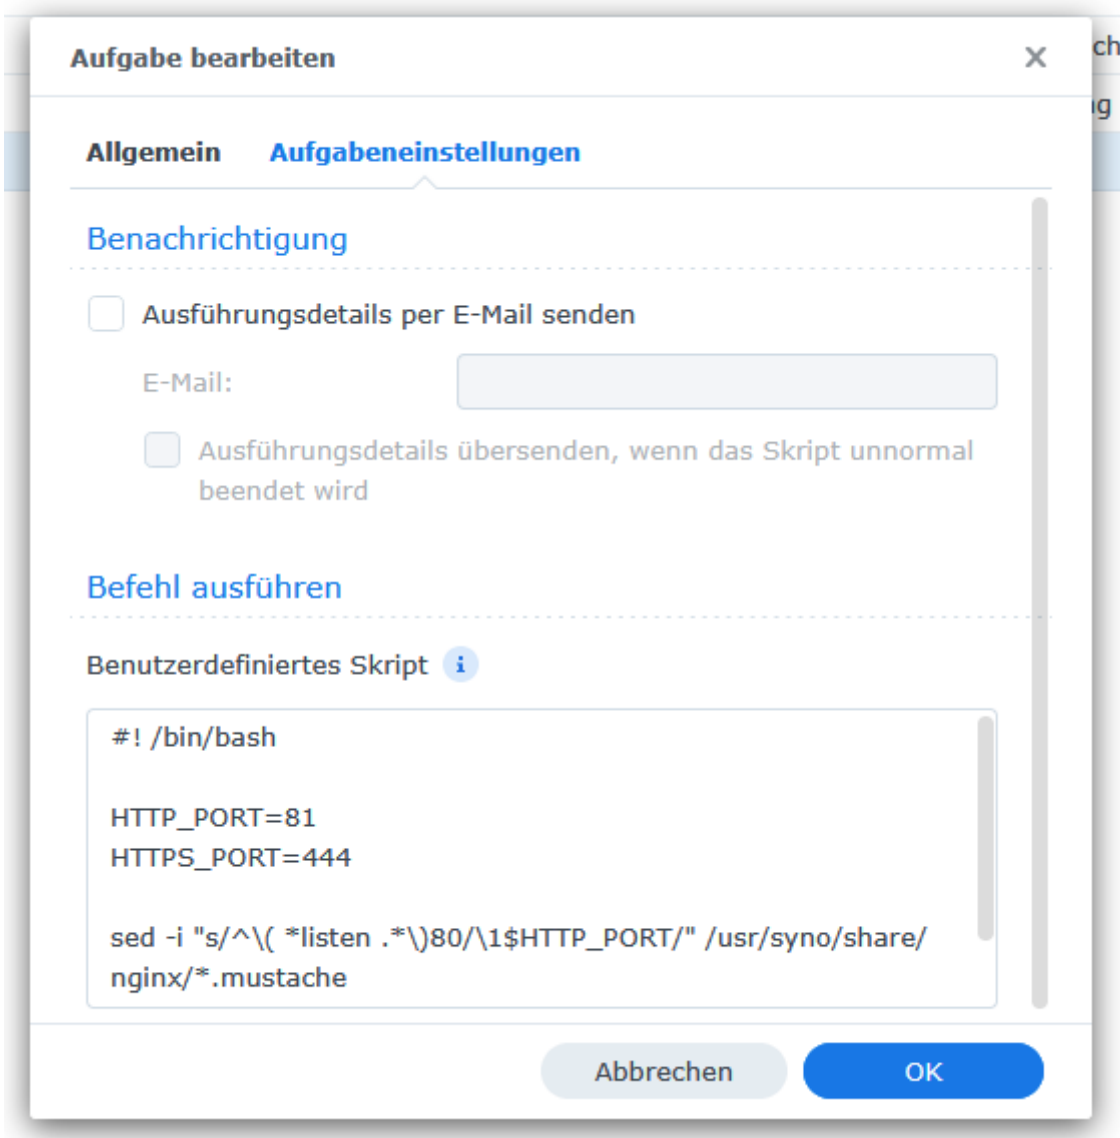 ch
Aufgabe bearbeiten
Allgemein Aufgabeneinstellungen
Benachrichtigung
Ausführungsdetails per E-Mail senden
E-Mail:
Ausführungsdetails übersenden, wenn das Skript unnormal
beendet wird
Befehl ausführen
Benutzerdefiniertes Skript i
#! /bin/bash
HTTP_PORT=81
HTTPS_PORT=444
sed -i "s/^\( *listen .*\)80/\1$HTTP_PORT/" /usr/syno/share/
nginx/*.mustache
Abbrechen OK